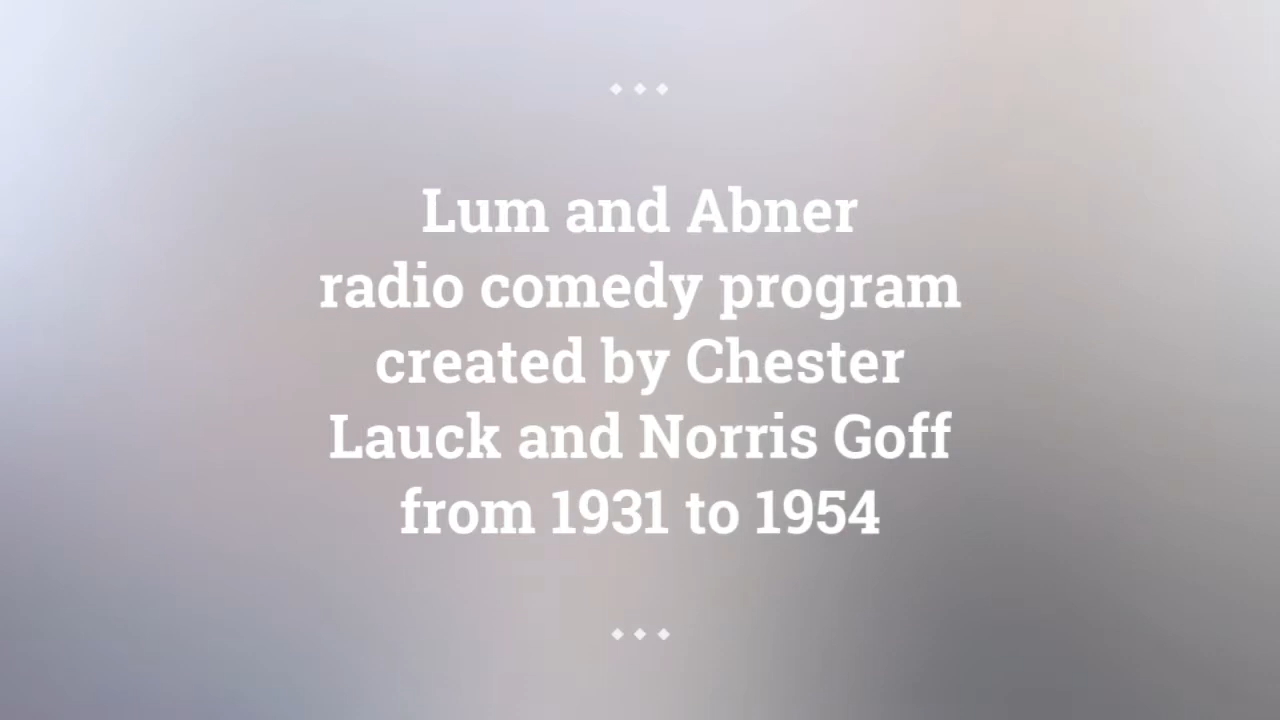 Lum and Abner
radio comedy program
created by Chester
Lauck and Norris Goff
from 1931 to 1954